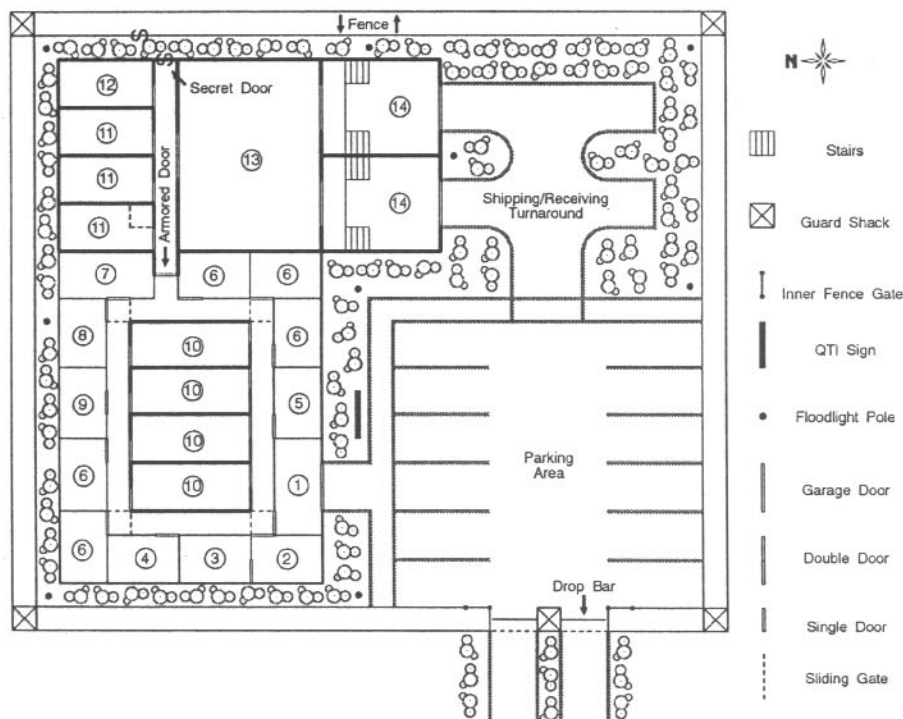 Fence
S
S
Secret Door
12
11
11
11
Armored Door
13
14
14
Shipping/Receiving
Turnaround
7
6
6
8
6
10
9
10
5
10
6
10
1
6
4
3
2
Parking
Area
Drop Bar
N
Stairs
Guard Shack
Inner Fence Gate
QTI Sign
Floodlight Pole
Garage Door
Double Door
Single Door
Sliding Gate